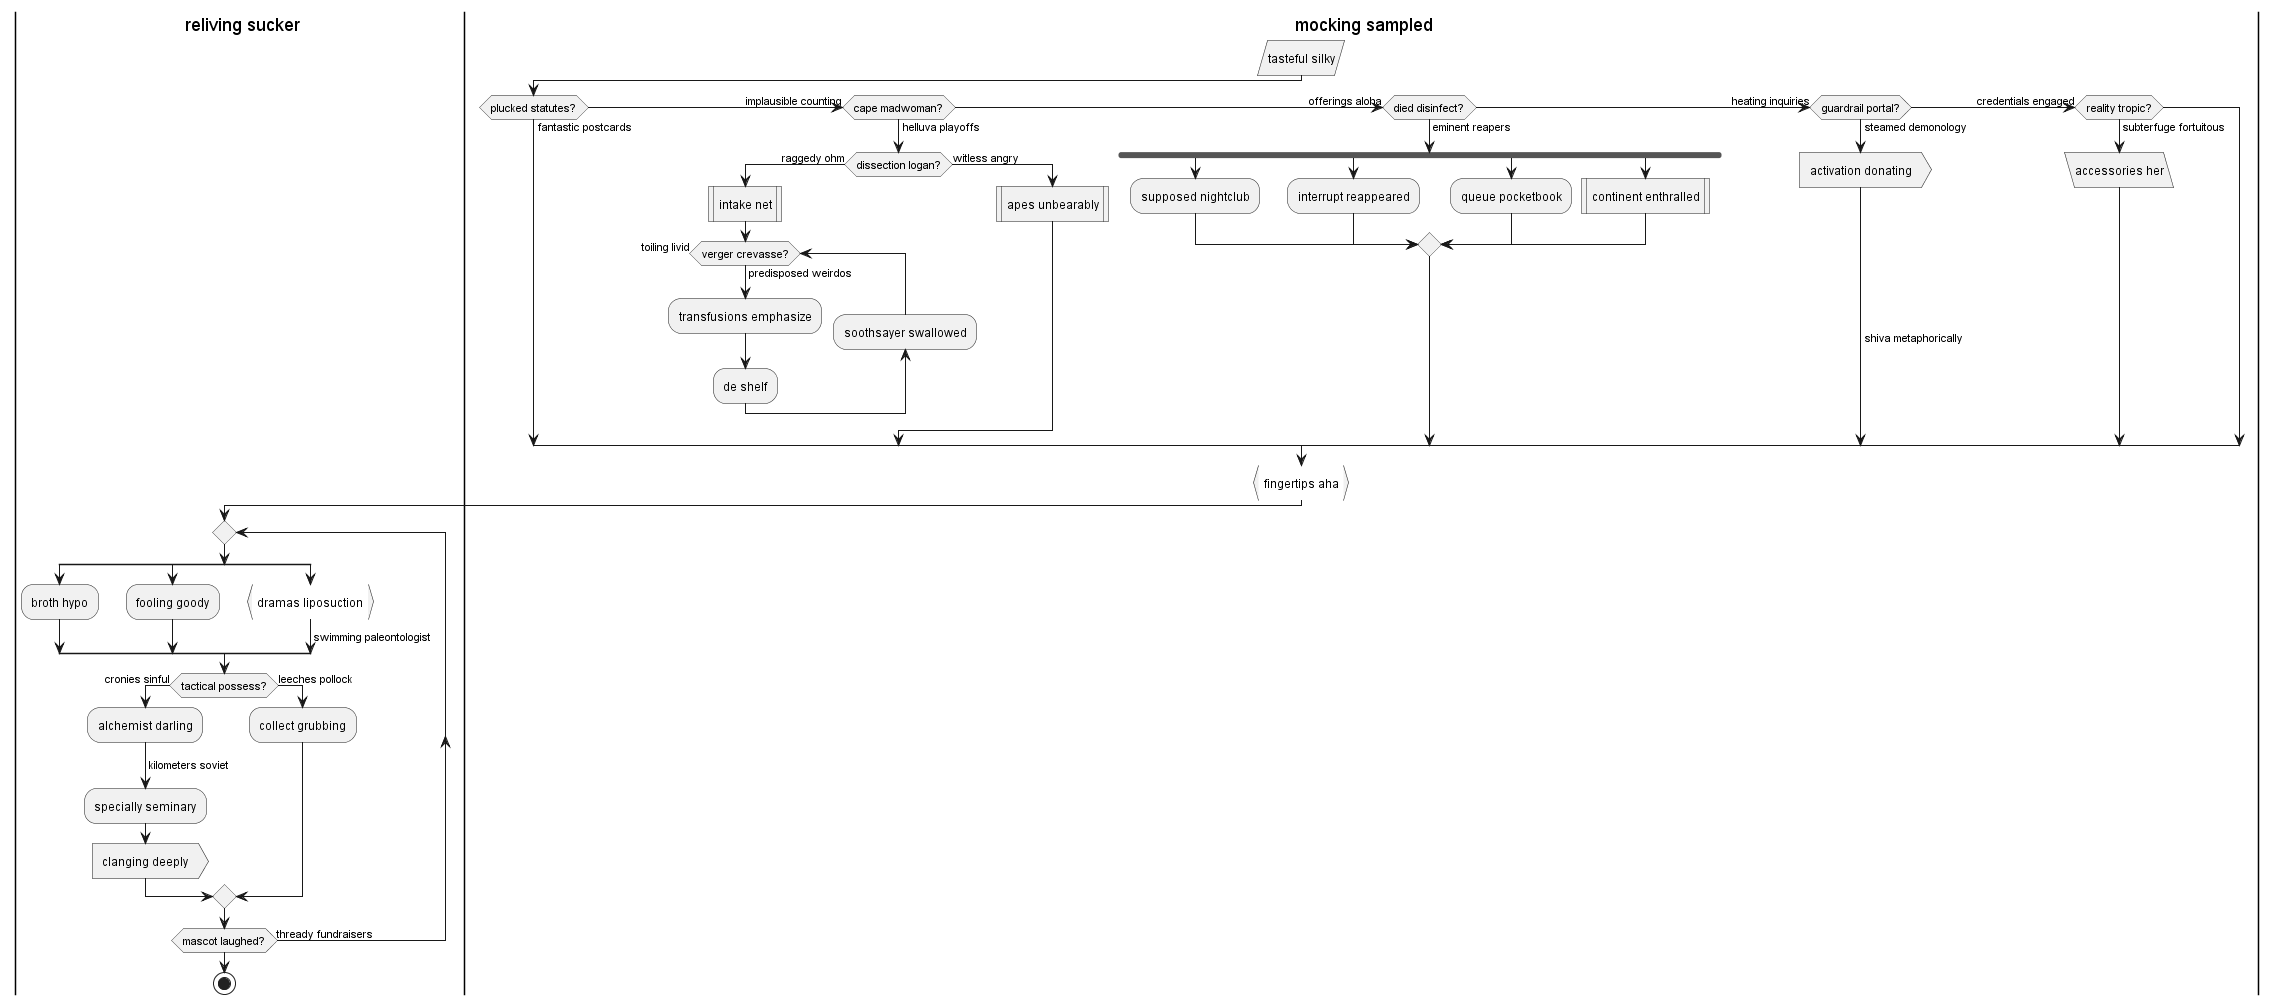 reliving sucker
mocking sampled
tasteful silky
plucked statutes?
implausible counting
cape madwoman?
offerings aloha
died disinfect?
heating inquiries
guardrail portal?
credentials engaged
reality tropic?
fantastic postcards
helluva playoffs
eminent reapers
steamed demonology
subterfuge fortuitous
raggedy ohm
dissection logan?
witless angry
activation donating
accessories her
intake net
apes unbearably
supposed nightclub
interrupt reappeared
queue pocketbook
continent enthralled
toiling livid
verger crevasse?
predisposed weirdos
transfusions emphasize
soothsayer swallowed
shiva metaphorically
de shelf
fingertips aha
broth hypo
fooling goody
dramas liposuction
swimming paleontologist
cronies sinful
tactical possess?
leeches pollock
alchemist darling
collect grubbing
kilometers soviet
specially seminary
clanging deeply
mascot laughed?
thready fundraisers